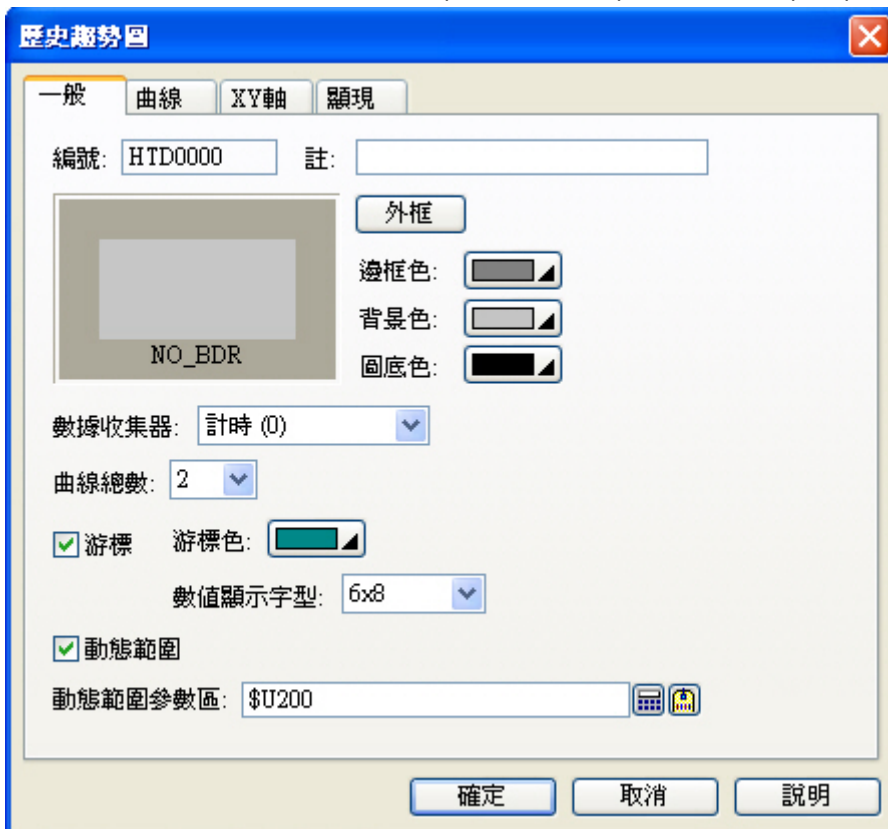 歷史趨勢圖
一般 曲線 XY軸 顯現
編號: HTD0000 註:
外框
邊框色:
背景色:
NO_BDR
圖底色:
數據收集器: 計時 (0)
曲線總數: 2
游標 游標色:
數值顯示字型: 6x8
動態範圍
動態範圍參數區: $U200
確定 取消 説明